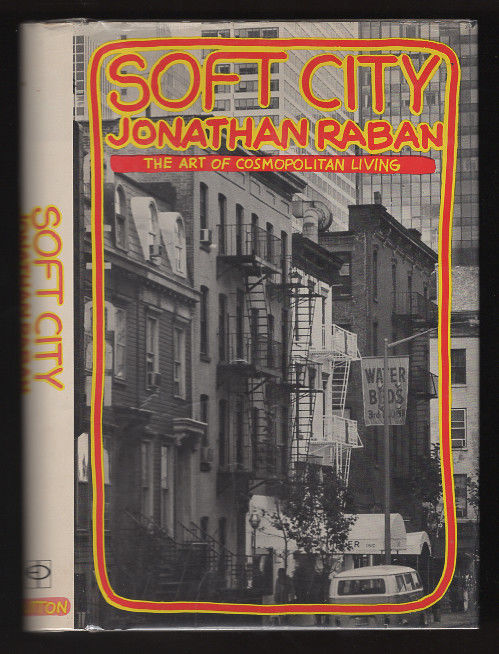 SOFT CITY
JONATHAN RABAN
THE ART OF COSMOPOLITAN LIVING
WATER
BEDS
SOFT CITY
JONATHAN RABAN